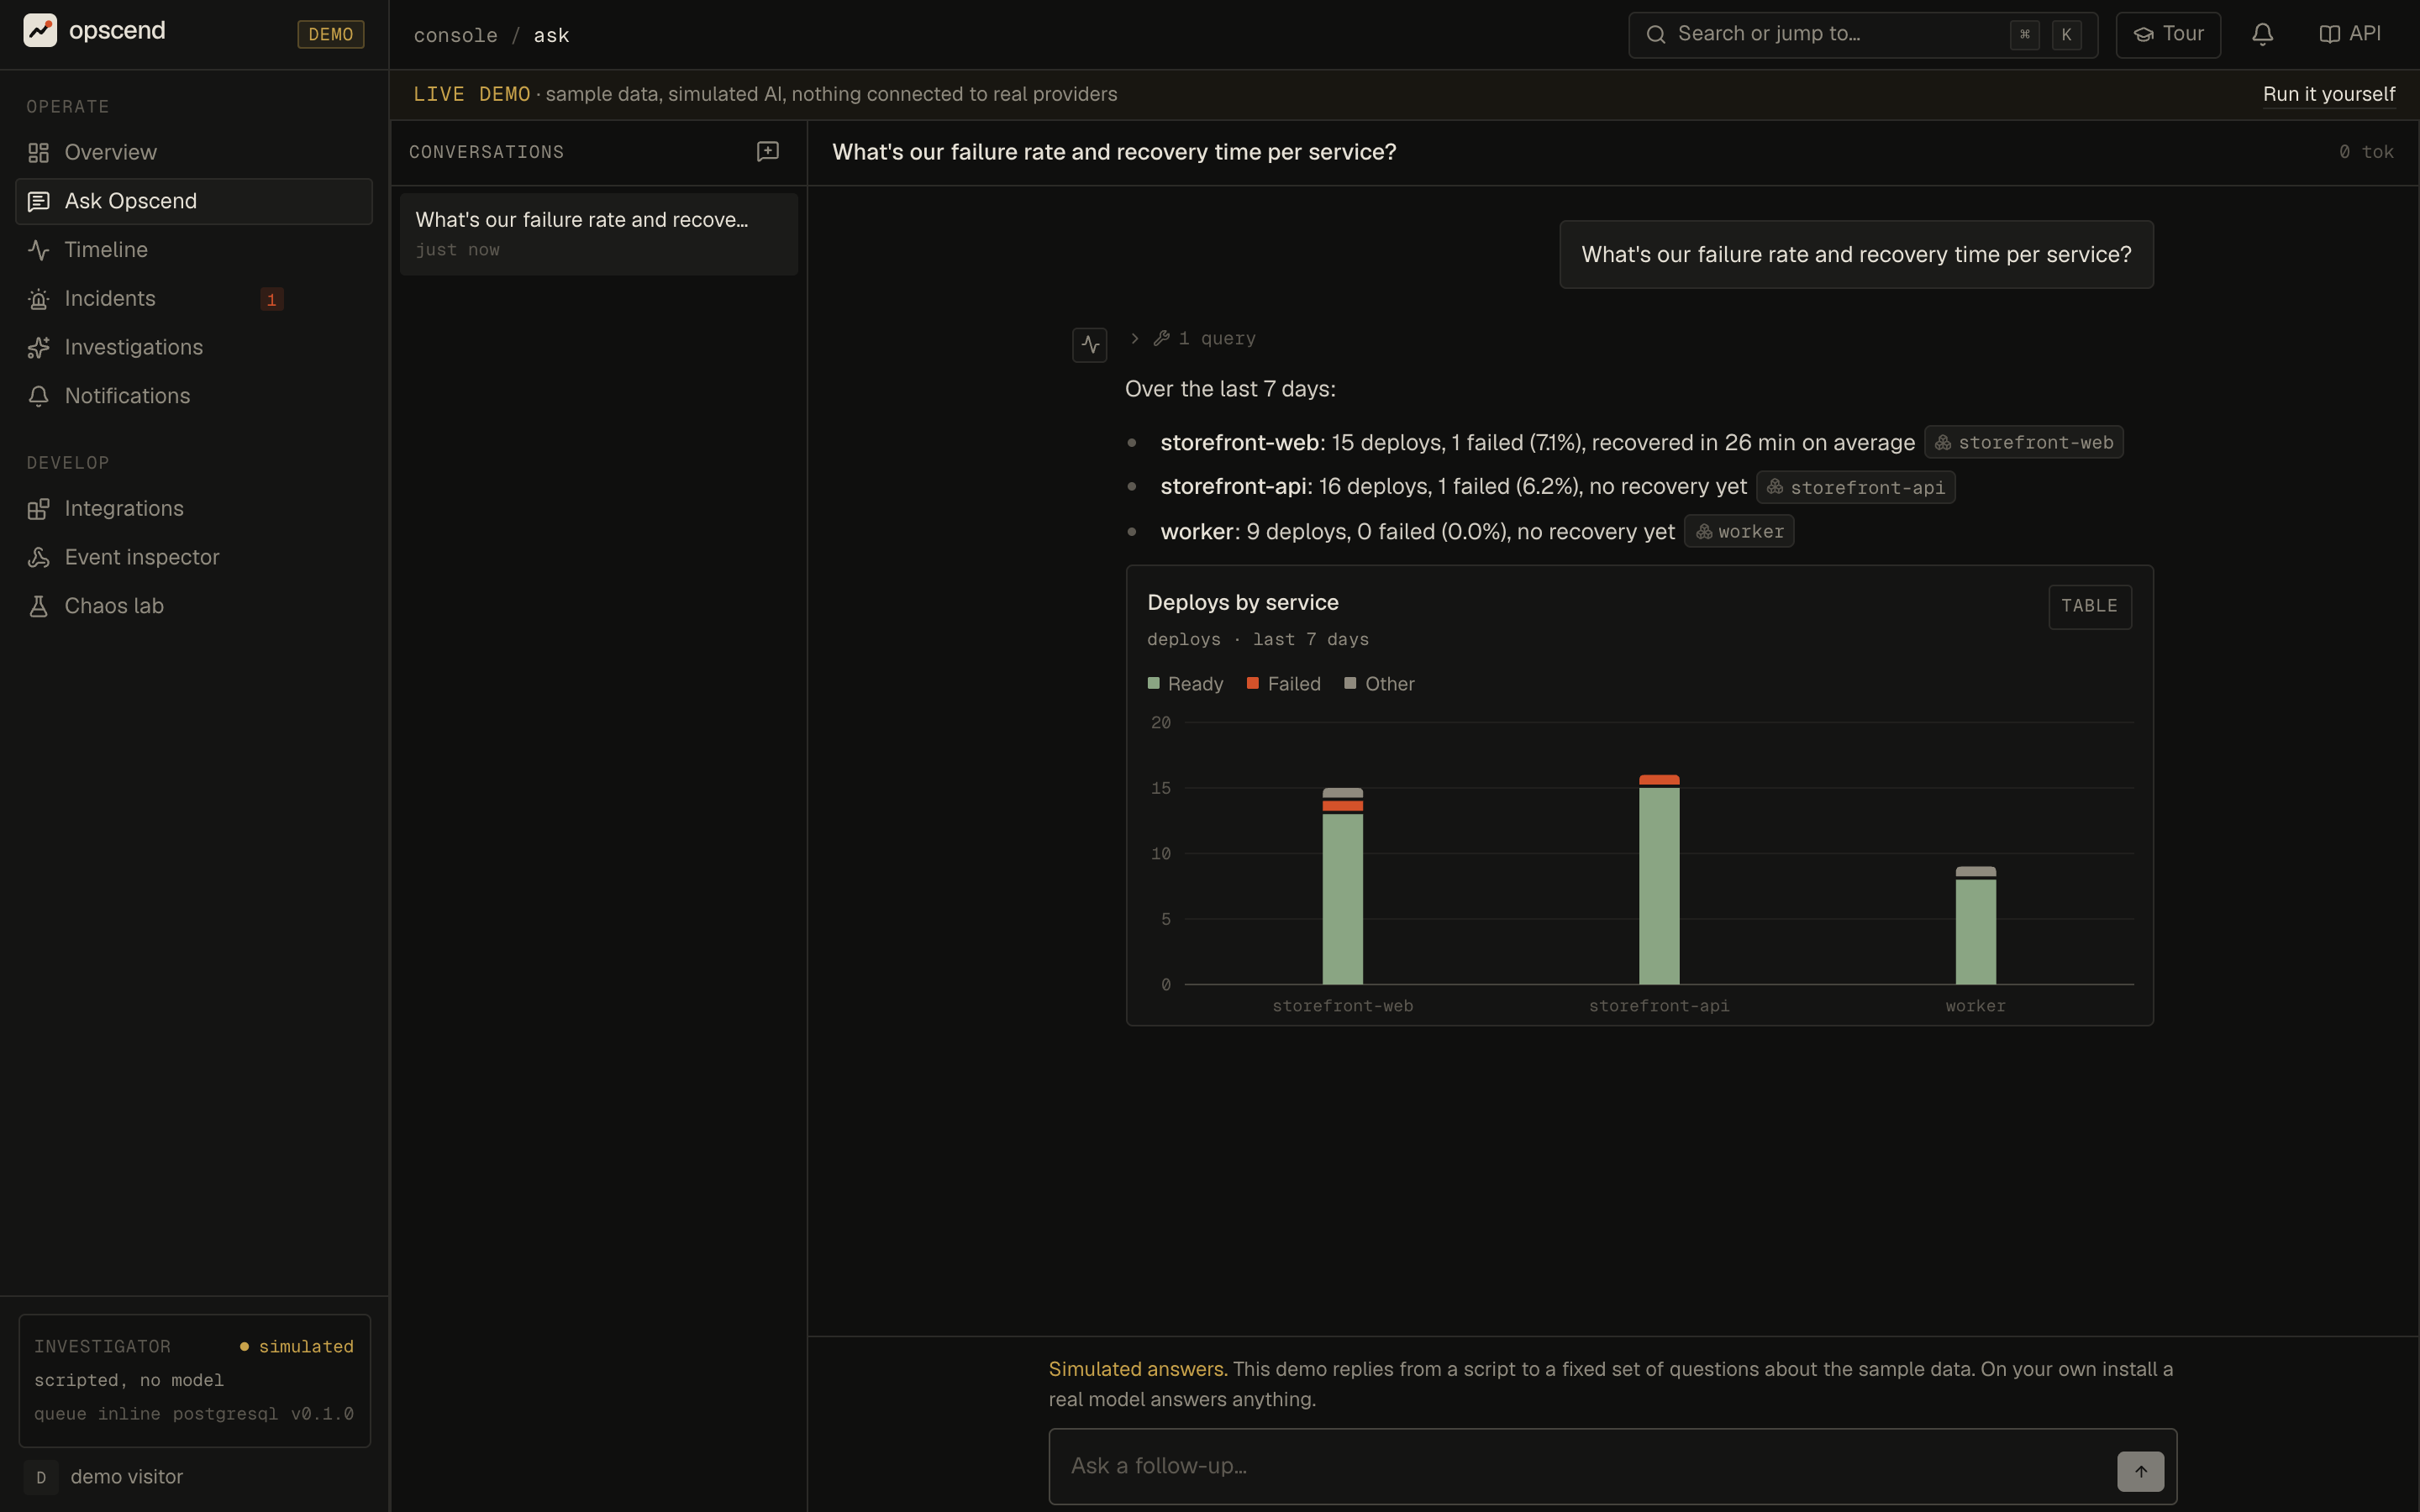 opscend
DEMO
console / ask
Search or jump to...
⌘ K
Tour
API
LIVE DEMO · sample data, simulated AI, nothing connected to real providers
Run it yourself
OPERATE
Overview
Ask Opscend
Timeline
Incidents 1
Investigations
Notifications
DEVELOP
Integrations
Event inspector
Chaos lab
INVESTIGATOR simulated
scripted, no model
queue inline postgresql v0.1.0
D demo visitor
CONVERSATIONS
What's our failure rate and recove...
just now
What's our failure rate and recovery time per service?
0 tok
What's our failure rate and recovery time per service?
1 query
Over the last 7 days:
storefront-web: 15 deploys, 1 failed (7.1%), recovered in 26 min on average storefront-web
storefront-api: 16 deploys, 1 failed (6.2%), no recovery yet storefront-api
worker: 9 deploys, 0 failed (0.0%), no recovery yet worker
Deploys by service
TABLE
deploys · last 7 days
Ready Failed Other
20
15
10
5
0
storefront-web storefront-api worker
Simulated answers. This demo replies from a script to a fixed set of questions about the sample data. On your own install a
real model answers anything.
Ask a follow-up...